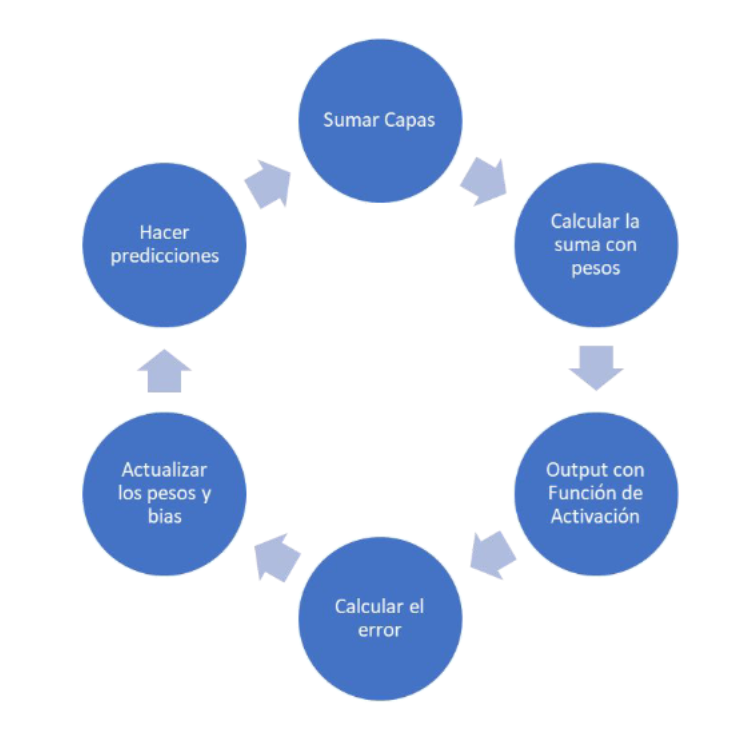 Sumar Capas
Calcular la
suma con
pesos
Output con
Función de
Activación
Calcular el
error
Actualizar
los pesos y
bias
Hacer
predicciones